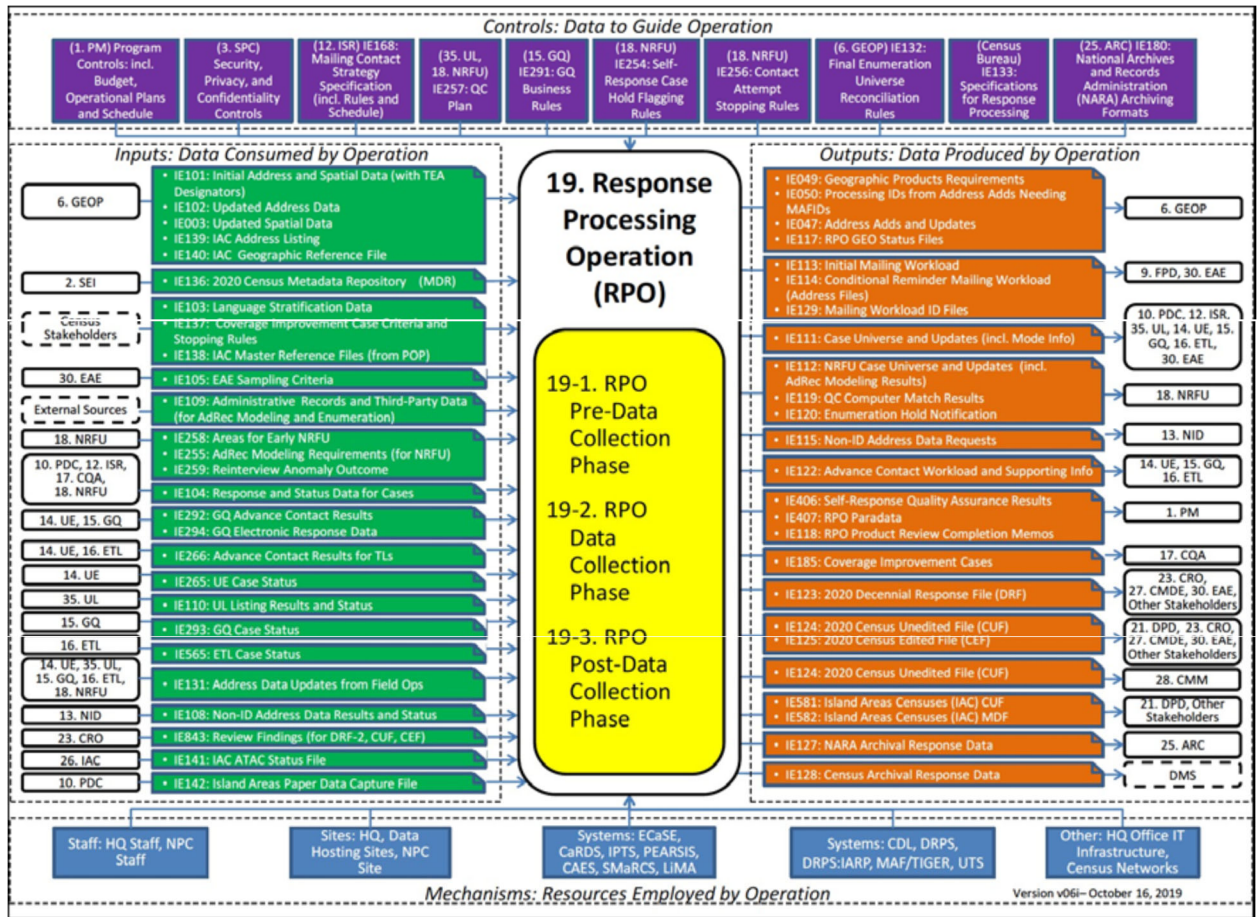 Controls: Data to Guide Operation
(1. PM) Program
Controls: incl.
Budget,
Operational Plans
and Schedule
(3. SPC)
Security,
Privacy, and
Confidentiality
Controls
(12. ISR) IE168:
Mailing Contact
Strategy
Specification
(incl. Rules and
Schedule)
(35. UL,
18. NRFU)
IE257: QC
Plan
(15. GQ)
IE291: GQ
Business
Rules
(18. NRFU)
IE254: Self-
Response Case
Hold Flagging
Rules
(18. NRFU)
IE256: Contact
Attempt
Stopping Rules
(6. GEOP) IE132:
Final Enumeration
Universe
Reconciliation
Rules
(Census
Bureau)
IE133:
Specifications
for Response
Processing
(25. ARC) IE180:
National Archives
and Records
Administration
(NARA) Archiving
Formats
Inputs: Data Consumed by Operation
6. GEOP
• IE101: Initial Address and Spatial Data (with TEA
Designators)
• IE102: Updated Address Data
• IE003: Updated Spatial Data
• IE139: IAC Address Listing
• IE140: IAC Geographic Reference File
2. SEI
• IE136: 2020 Census Metadata Repository (MDR)
Census
Stakeholders
• IE103: Language Stratification Data
• IE137: Coverage Improvement Case Criteria and
Stopping Rules
• IE138: IAC Master Reference Files (from POP)
30. EAE
• IE105: EAE Sampling Criteria
External Sources
• IE109: Administrative Records and Third-Party Data
(for AdRec Modeling and Enumeration)
18. NRFU
• IE258: Areas for Early NRFU
• IE255: AdRec Modeling Requirements (for NRFU)
• IE259: Reinterview Anomaly Outcome
10. PDC, 12. ISR,
17. CQA,
18. NRFU
• IE104: Response and Status Data for Cases
14. UE, 15. GQ
• IE292: GQ Advance Contact Results
• IE294: GQ Electronic Response Data
14. UE, 16. ETL
• IE266: Advance Contact Results for TLs
14. UE
• IE265: UE Case Status
35. UL
• IE110: UL Listing Results and Status
15. GQ
• IE293: GQ Case Status
16. ETL
• IE565: ETL Case Status
14. UE, 35. UL,
15. GQ, 16. ETL,
18. NRFU
• IE131: Address Data Updates from Field Ops
13. NID
• IE108: Non-ID Address Data Results and Status
23. CRO
• IE843: Review Findings (for DRF-2, CUF, CEF)
26. IAC
• IE141: IAC ATAC Status File
10. PDC
• IE142: Island Areas Paper Data Capture File
19. Response
Processing
Operation
(RPO)
19-1. RPO
Pre-Data
Collection
Phase
19-2. RPO
Data
Collection
Phase
19-3. RPO
Post-Data
Collection
Phase
Outputs: Data Produced by Operation
• IE049: Geographic Products Requirements
• IE050: Processing IDs from Address Adds Needing
MAFIDs
• IE047: Address Adds and Updates
• IE117: RPO GEO Status Files
6. GEOP
• IE113: Initial Mailing Workload
• IE114: Conditional Reminder Mailing Workload
(Address Files)
• IE129: Mailing Workload ID Files
9. FPD, 30. EAE
• IE111: Case Universe and Updates (incl. Mode Info)
10. PDC, 12. ISR,
35. UL, 14. UE, 15.
GQ, 16. ETL,
30. EAE
• IE112: NRFU Case Universe and Updates (incl.
AdRec Modeling Results)
• IE119: QC Computer Match Results
• IE120: Enumeration Hold Notification
18. NRFU
• IE115: Non-ID Address Data Requests
13. NID
• IE122: Advance Contact Workload and Supporting Info
14. UE, 15. GQ,
16. ETL
• IE406: Self-Response Quality Assurance Results
• IE407: RPO Paradata
• IE118: RPO Product Review Completion Memos
1. PM
• IE185: Coverage Improvement Cases
17. CQA
• IE123: 2020 Decennial Response File (DRF)
23. CRO,
27. CMDE, 30. EAE,
Other Stakeholders
• IE124: 2020 Census Unedited File (CUF)
• IE125: 2020 Census Edited File (CEF)
21. DPD, 23. CRO,
27. CMDE, 30. EAE,
Other Stakeholders
• IE124: 2020 Census Unedited File (CUF)
28. CMM
• IE581: Island Areas Censuses (IAC) CUF
• IE582: Island Areas Censuses (IAC) MDF
21. DPD, Other
Stakeholders
• IE127: NARA Archival Response Data
25. ARC
• IE128: Census Archival Response Data
DMS
Staff: HQ Staff, NPC
Staff
Sites: HQ, Data
Hosting Sites, NPC
Site
Systems: ECaSE,
CaRDS, IPTS, PEARSIS,
CAES, SMaRCS, LiMA
Systems: CDL, DRPS,
DRPS:IARP, MAF/TIGER, UTS
Other: HQ Office IT
Infrastructure,
Census Networks
Mechanisms: Resources Employed by Operation
Version v06i– October 16, 2019